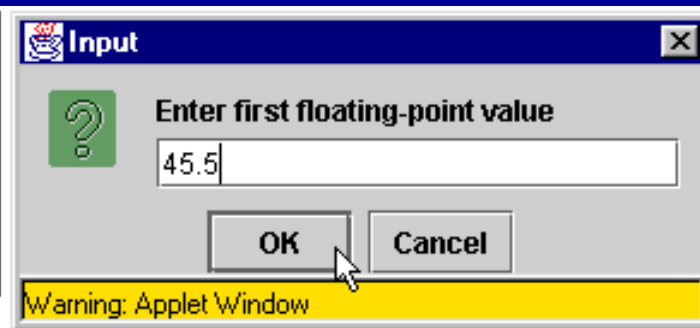 Input
Enter first floating-point value
45.5
OK Cancel
Warning: Applet Window